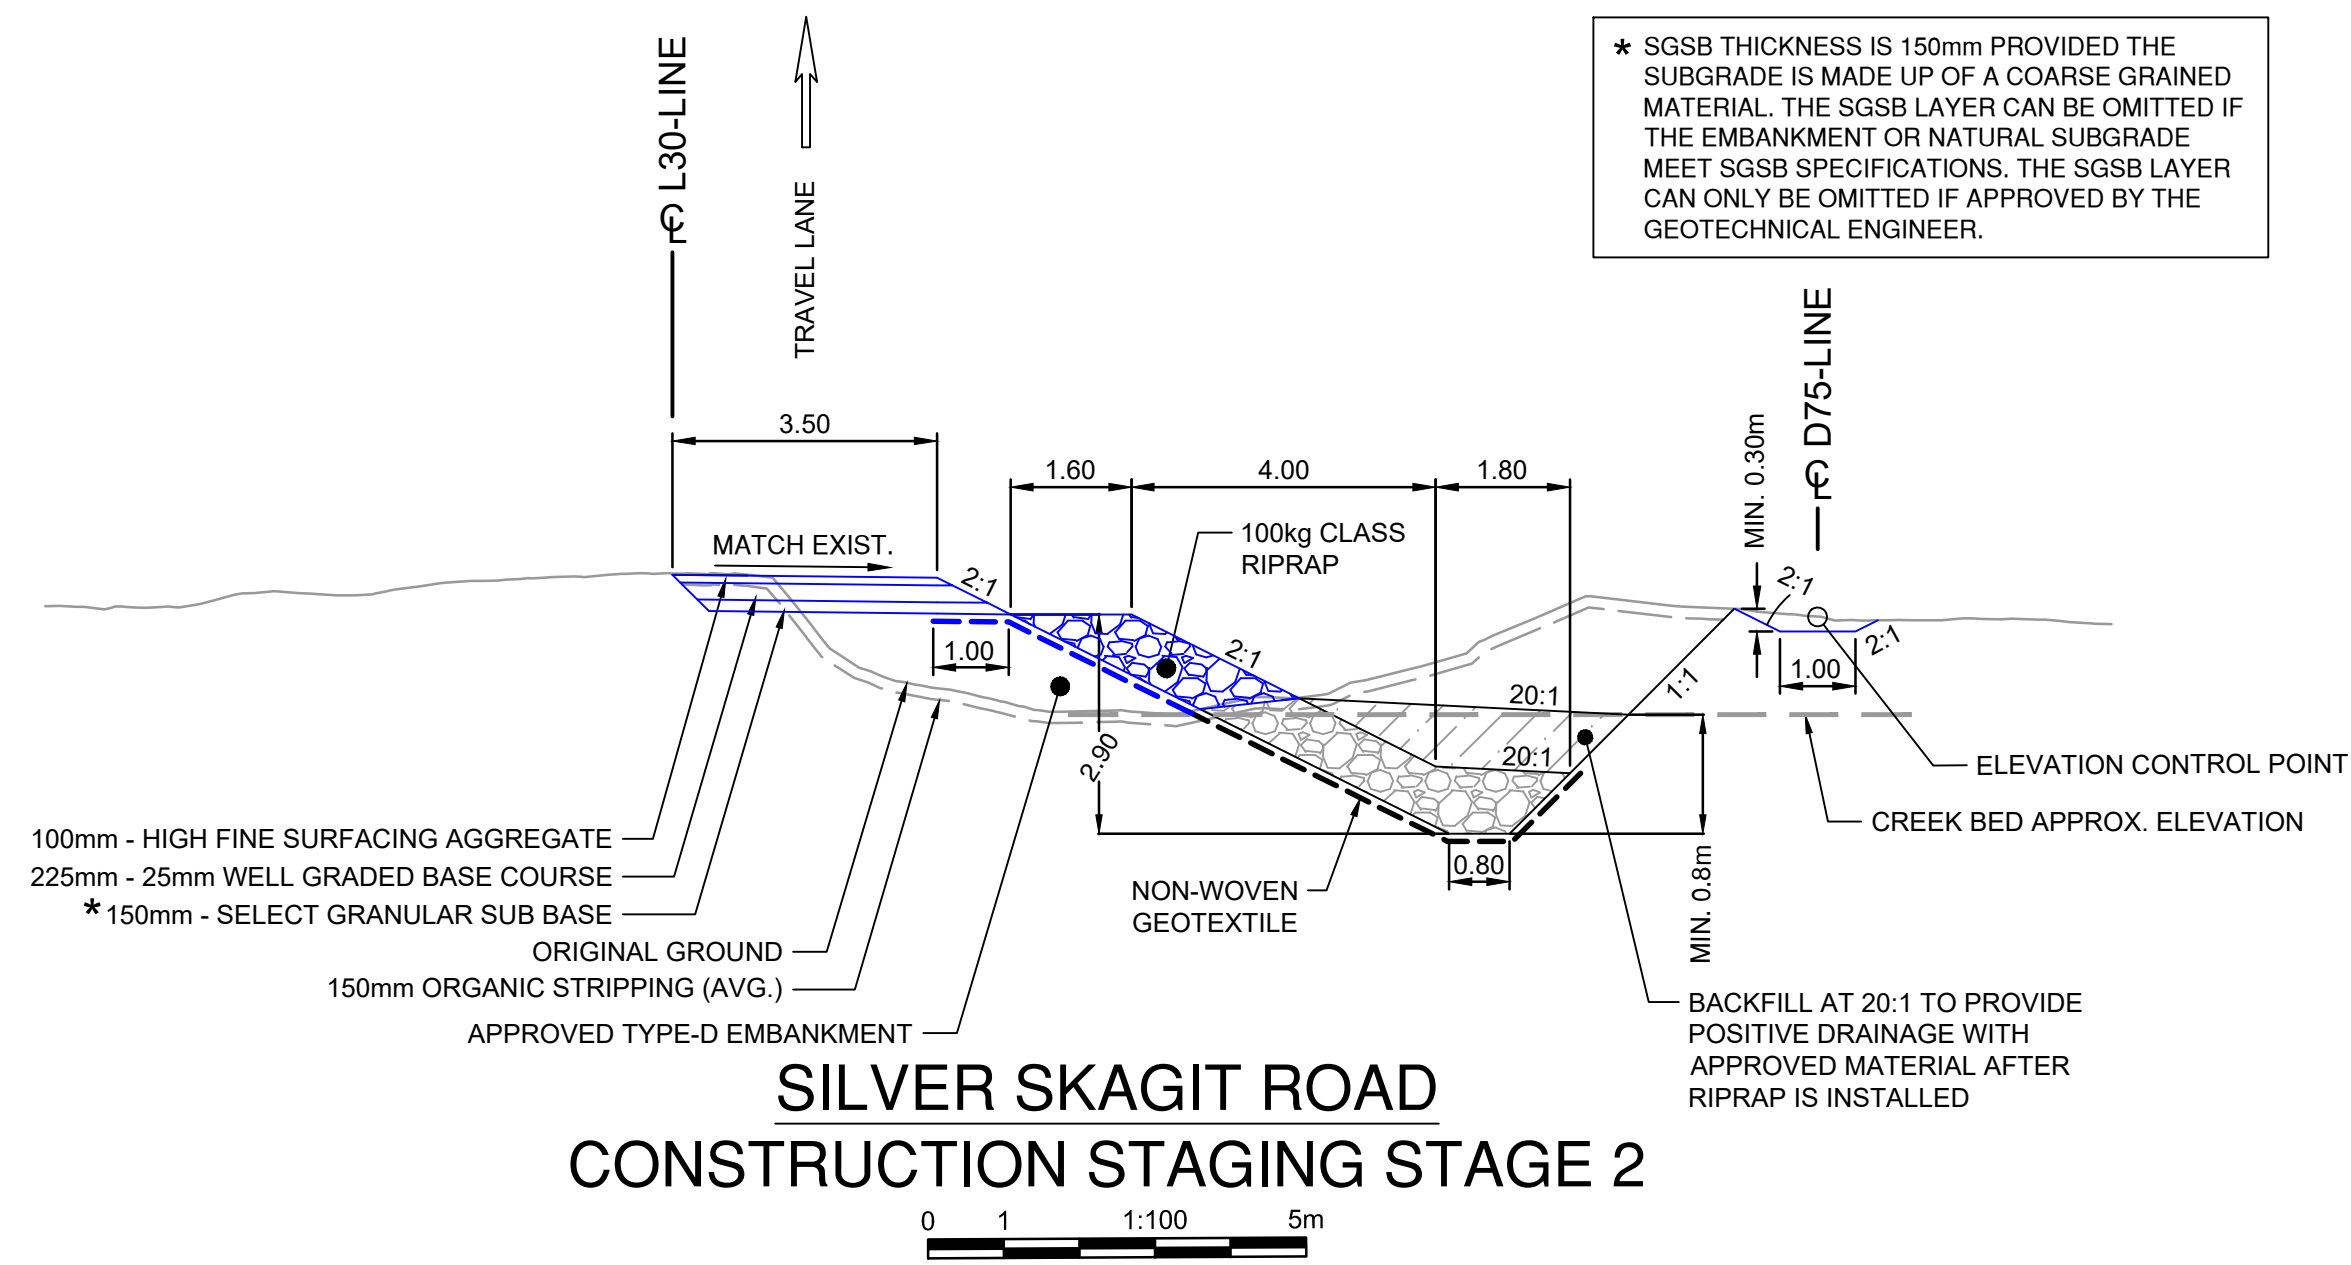 * SGSB THICKNESS IS 150mm PROVIDED THE
SUBGRADE IS MADE UP OF A COARSE GRAINED
MATERIAL. THE SGSB LAYER CAN BE OMITTED IF
THE EMBANKMENT OR NATURAL SUBGRADE
MEET SGSB SPECIFICATIONS. THE SGSB LAYER
CAN ONLY BE OMITTED IF APPROVED BY THE
GEOTECHNICAL ENGINEER.
℄ L30-LINE
TRAVEL LANE
℄ D75-LINE
3.50
1.60
4.00
1.80
MIN. 0.30m
MATCH EXIST.
2:1
100kg CLASS
RIPRAP
2:1
2:1
2:1
1.00
1.00
1:1
20:1
20:1
2.90
0.80
MIN. 0.8m
ELEVATION CONTROL POINT
CREEK BED APPROX. ELEVATION
100mm - HIGH FINE SURFACING AGGREGATE
225mm - 25mm WELL GRADED BASE COURSE
*150mm - SELECT GRANULAR SUB BASE
ORIGINAL GROUND
150mm ORGANIC STRIPPING (AVG.)
APPROVED TYPE-D EMBANKMENT
NON-WOVEN
GEOTEXTILE
BACKFILL AT 20:1 TO PROVIDE
POSITIVE DRAINAGE WITH
APPROVED MATERIAL AFTER
RIPRAP IS INSTALLED
SILVER SKAGIT ROAD
CONSTRUCTION STAGING STAGE 2
0 1 1:100 5m